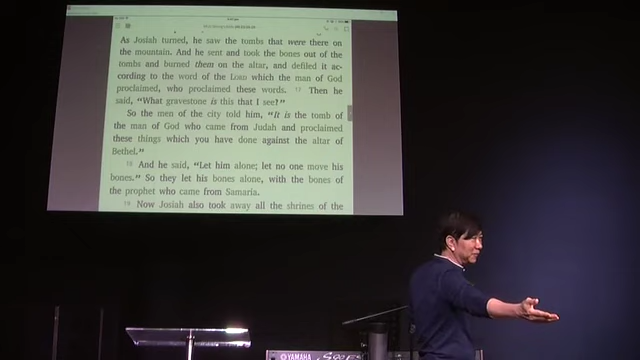 As Josiah turned, he saw the tombs that were there on
the mountain. And he sent and took the bones out of the
tombs and burned them on the altar, and defiled it ac-
cording to the word of the LORD which the man of God
proclaimed, who proclaimed these words. 17 Then he
said, "What gravestone is this that I see?"
So the men of the city told him, "It is the tomb of
the man of God who came from Judah and proclaimed
these things which you have done against the altar of
Bethel."
18 And he said, "Let him alone; let no one move his
bones." So they let his bones alone, with the bones of
the prophet who came from Samaria.
19 Now Josiah also took away all the shrines of the
YAMAHA